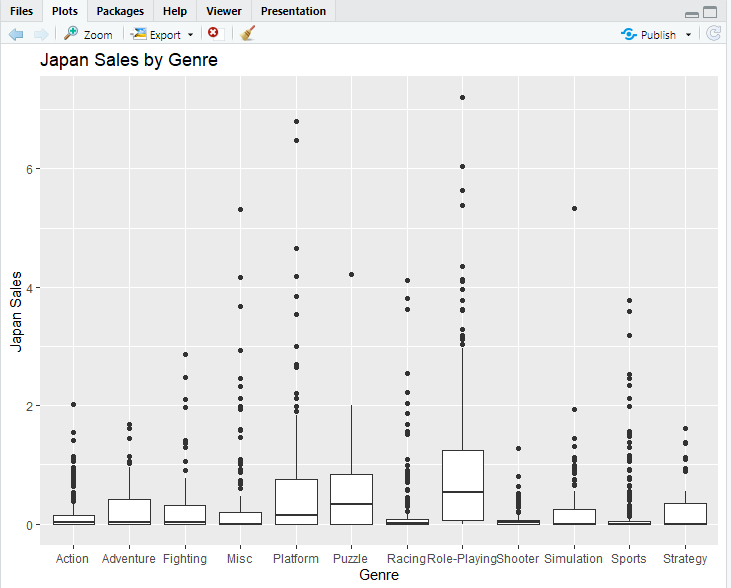 Files Plots Packages Help Viewer Presentation
Zoom Export Publish
Japan Sales by Genre
6
4
2
0
Japan Sales
Action Adventure Fighting Misc Platform Puzzle Racing Role-Playing Shooter Simulation Sports Strategy
Genre